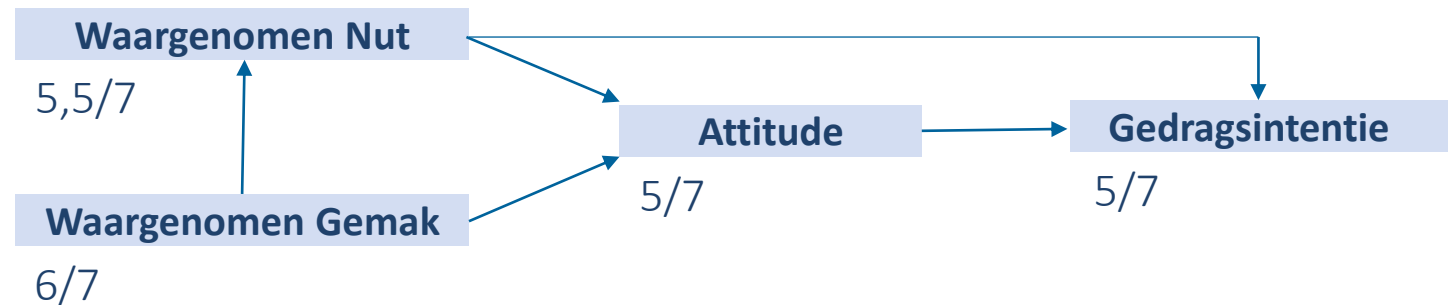 Waargenomen Nut
5,5/7
Attitude
5/7
Gedragsintentie
5/7
Waargenomen Gemak
6/7